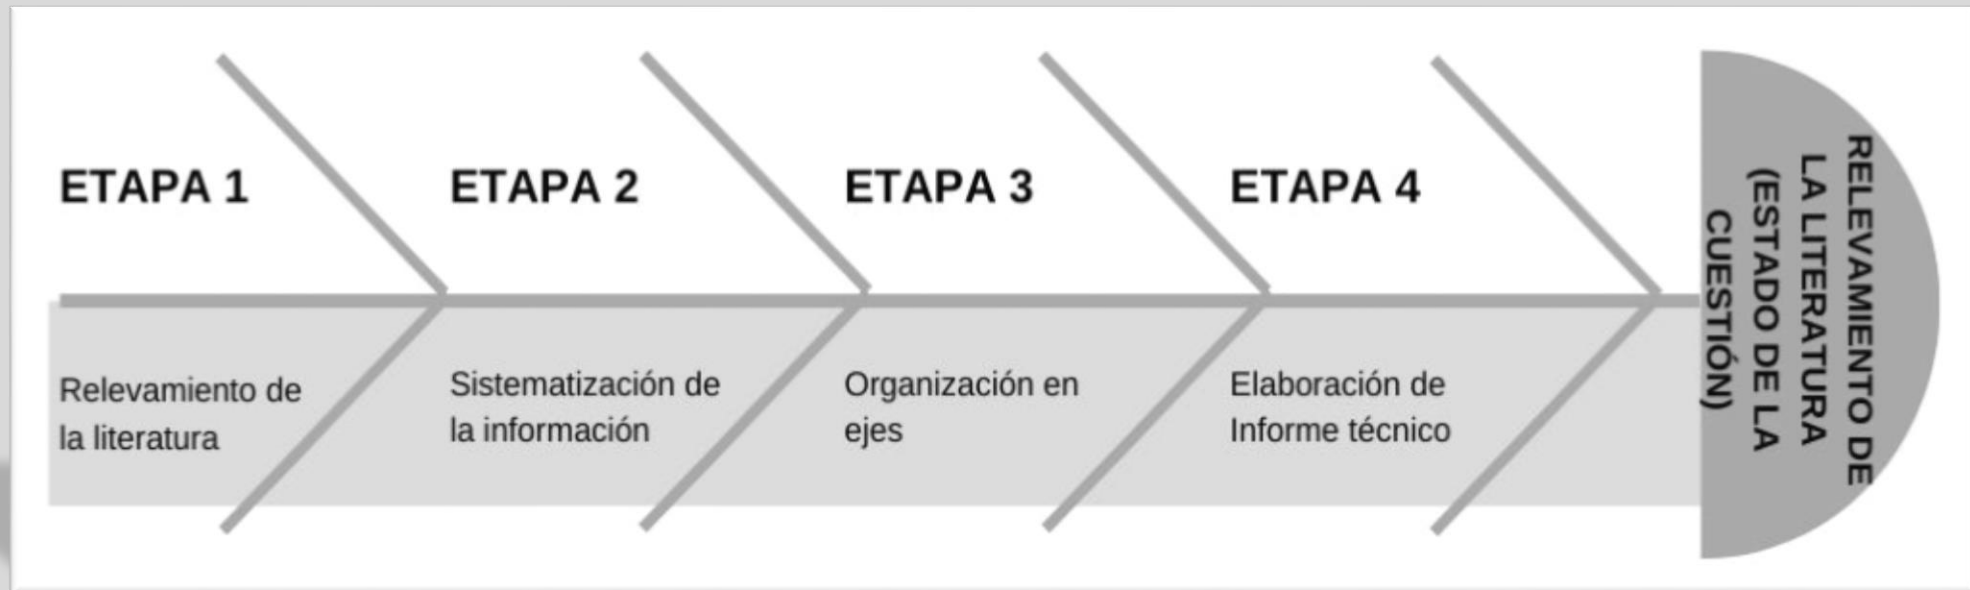 ETAPA 1
ETAPA 2
ETAPA 3
ETAPA 4
Relevamiento de
la literatura
Sistematización de
la información
Organización en
ejes
Elaboración de
Informe técnico
RELEVAMIENTO DE
LA LITERATURA
(ESTADO DE LA
CUESTIÓN)